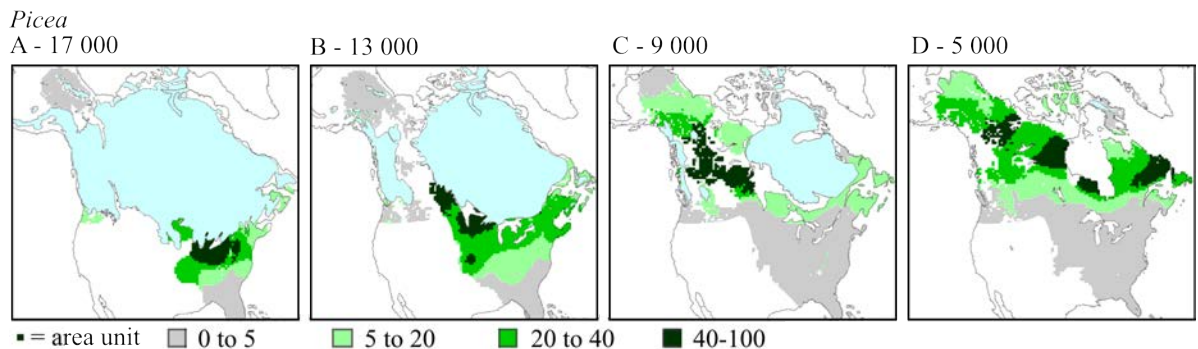 Picea
A - 17 000 B - 13 000 C - 9 000 D - 5 000
= area unit 0 to 5 5 to 20 20 to 40 40-100